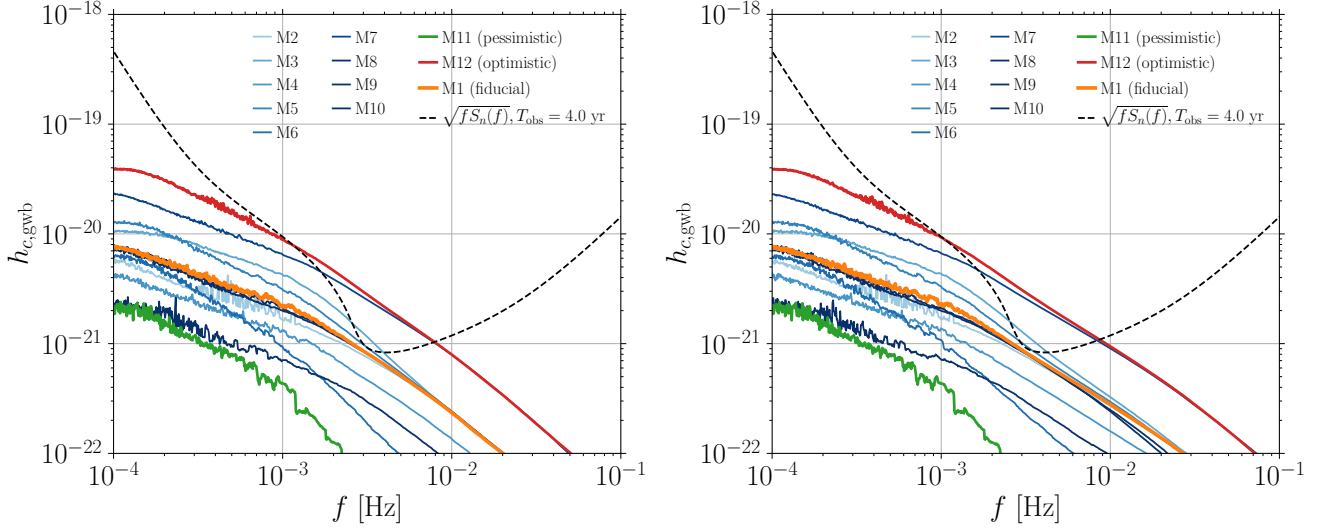 10⁻¹⁸
10⁻¹⁹
10⁻²⁰
10⁻²¹
10⁻²²
h_{c,gwb}
M2
M3
M4
M5
M6
M7
M8
M9
M10
M11 (pessimistic)
M12 (optimistic)
M1 (fiducial)
√fSₙ(f), T_obs = 4.0 yr
10⁻⁴
10⁻³
10⁻²
10⁻¹
f [Hz]
10⁻¹⁸
10⁻¹⁹
10⁻²⁰
10⁻²¹
10⁻²²
h_{c,gwb}
M2
M3
M4
M5
M6
M7
M8
M9
M10
M11 (pessimistic)
M12 (optimistic)
M1 (fiducial)
√fSₙ(f), T_obs = 4.0 yr
10⁻⁴
10⁻³
10⁻²
10⁻¹
f [Hz]